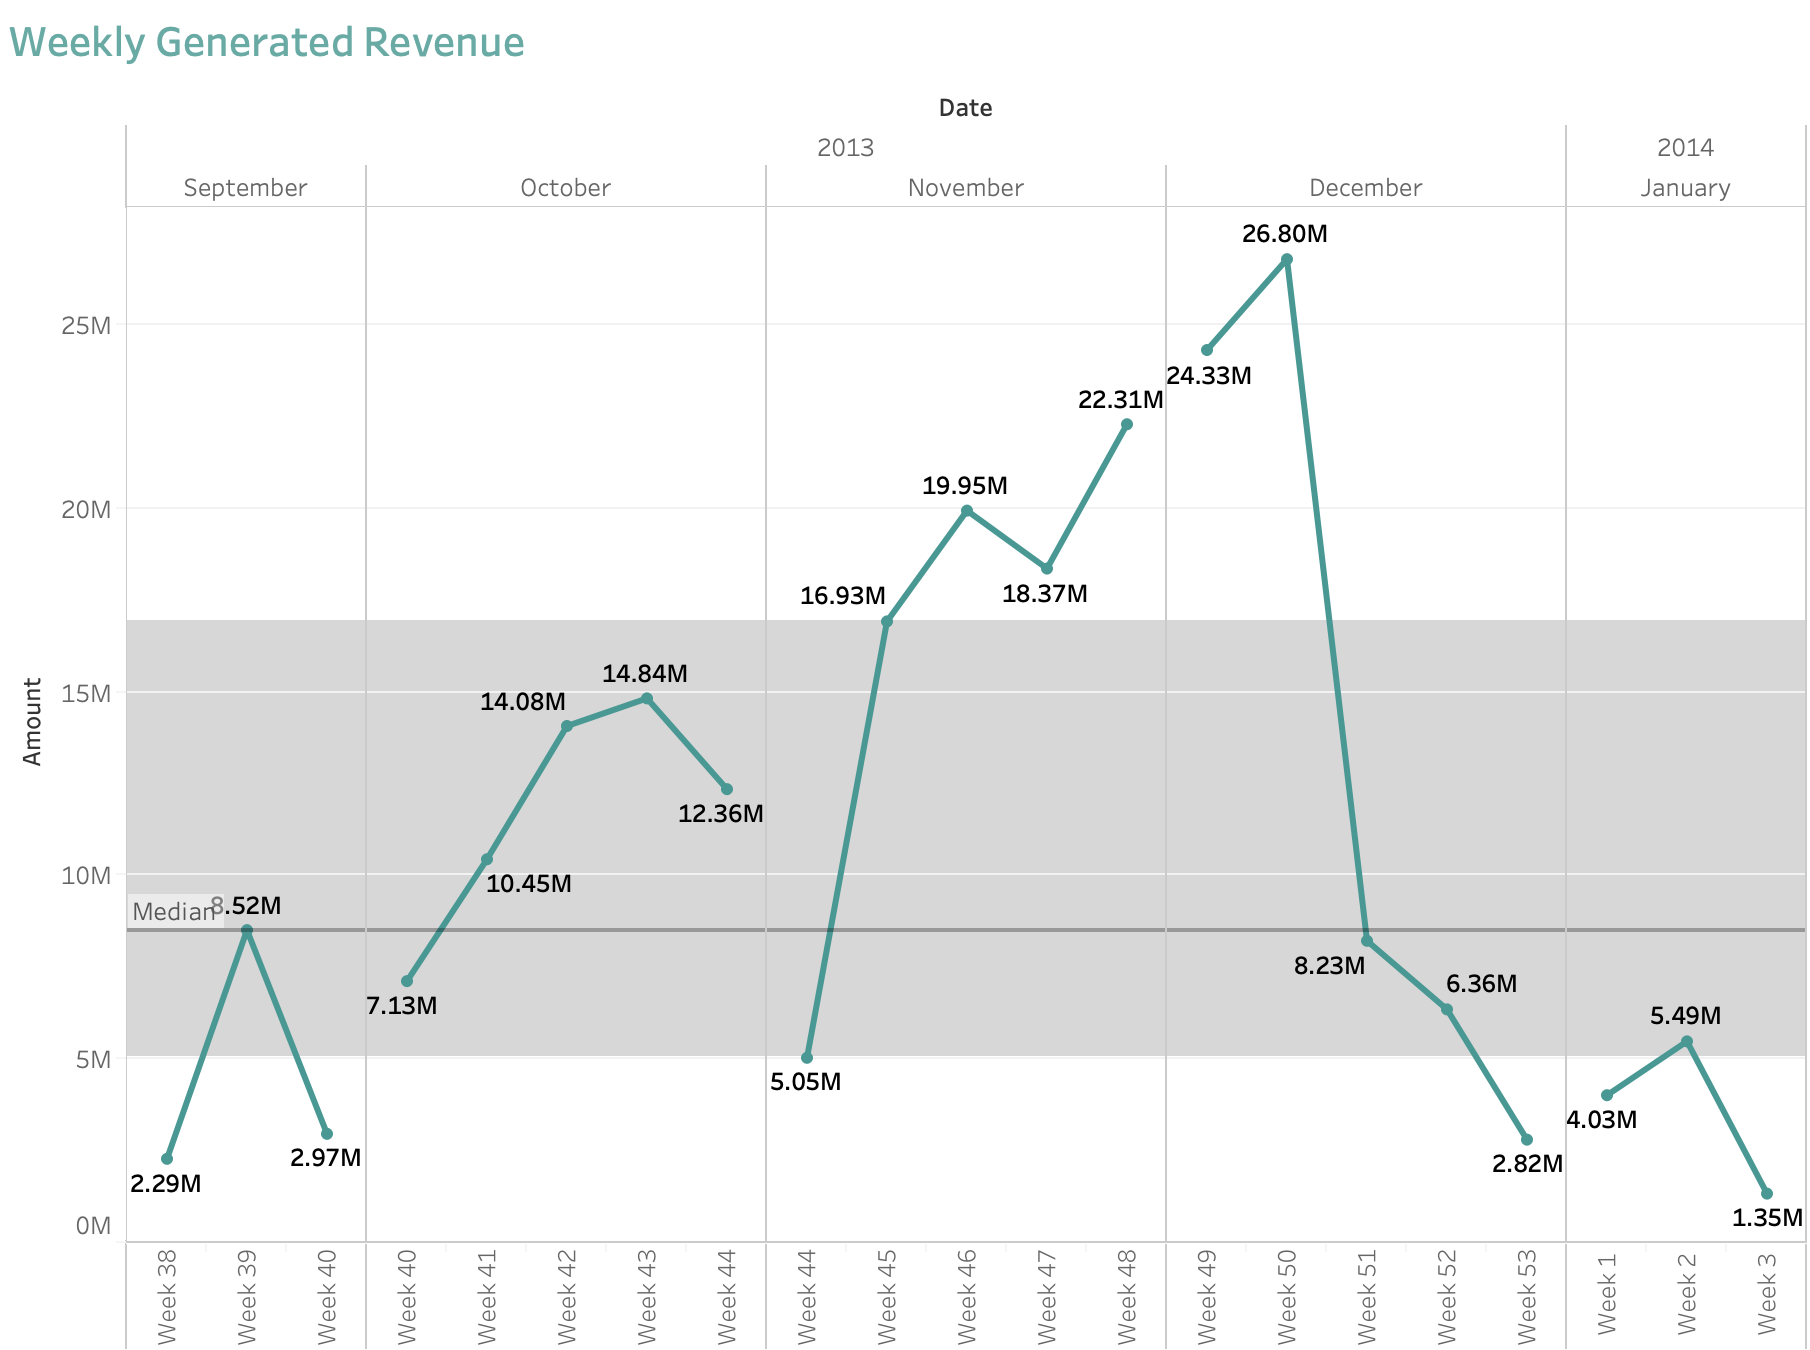 Weekly Generated Revenue
Date
2013 2014
September October November December January
26.80M
25M
24.33M
22.31M
20M
19.95M
18.37M
16.93M
15M
14.84M
14.08M
12.36M
10M
10.45M
Median 8.52M
8.23M
7.13M
6.36M
5.49M
5M
5.05M
4.03M
2.97M
2.82M
2.29M
1.35M
0M
Amount
Week 38
Week 39
Week 40
Week 40
Week 41
Week 42
Week 43
Week 44
Week 44
Week 45
Week 46
Week 47
Week 48
Week 49
Week 50
Week 51
Week 52
Week 53
Week 1
Week 2
Week 3